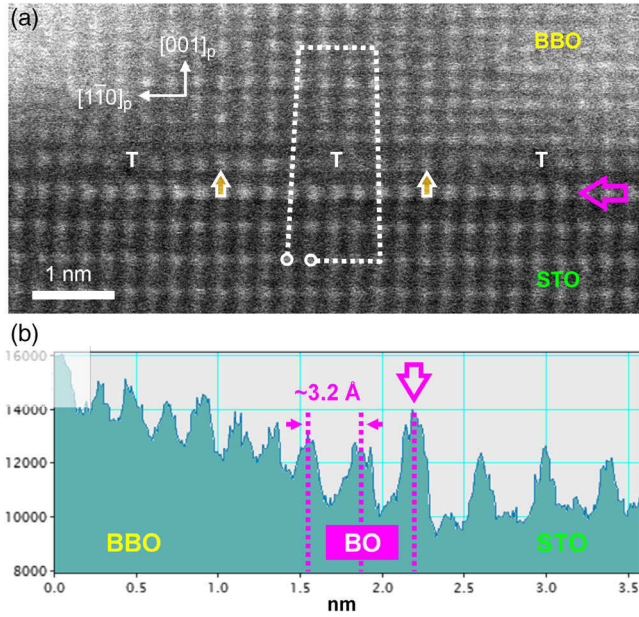 (a)
BBO
[001]p
[11̄0]p
T T T
1 nm
STO
(b)
16000
14000
12000
10000
8000
~3.2 Å
BBO BO STO
0.0 0.5 1.0 1.5 2.0 2.5 3.0 3.5
nm